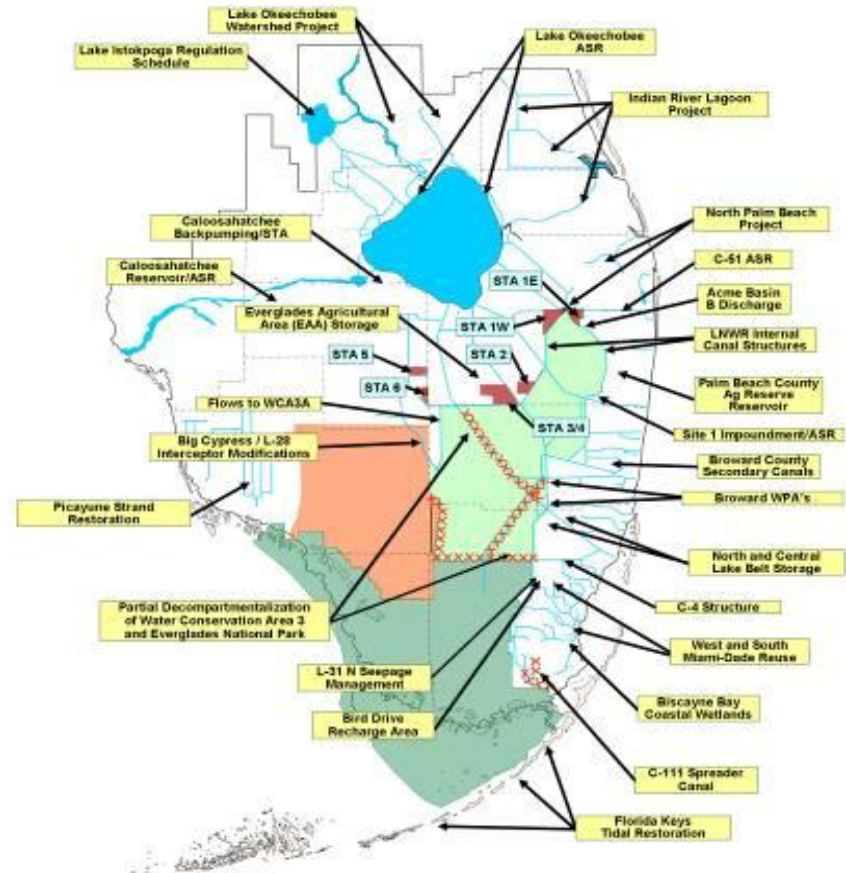 Lake Okeechobee
Watershed Project
Lake Okeechobee
ASR
Lake Istokpoga Regulation
Schedule
Indian River Lagoon
Project
Caloosahatchee
Backpumping/STA
North Palm Beach
Project
Caloosahatchee
Reservoir/ASR
C-51 ASR
STA 1E
Acme Basin
B Discharge
Everglades Agricultural
Area (EAA) Storage
STA 1W
LNWR Internal
Canal Structures
STA 5
STA 2
STA 6
Palm Beach County
Ag Reserve
Reservoir
Flows to WCA3A
STA 3/4
Site 1 Impoundment/ASR
Big Cypress / L-28
Interceptor Modifications
Broward County
Secondary Canals
Picayune Strand
Restoration
Broward WPA's
North and Central
Lake Belt Storage
Partial Decompartmentalization
of Water Conservation Area 3
and Everglades National Park
C-4 Structure
West and South
Miami-Dade Reuse
L-31 N Seepage
Management
Biscayne Bay
Coastal Wetlands
Bird Drive
Recharge Area
C-111 Spreader
Canal
Florida Keys
Tidal Restoration